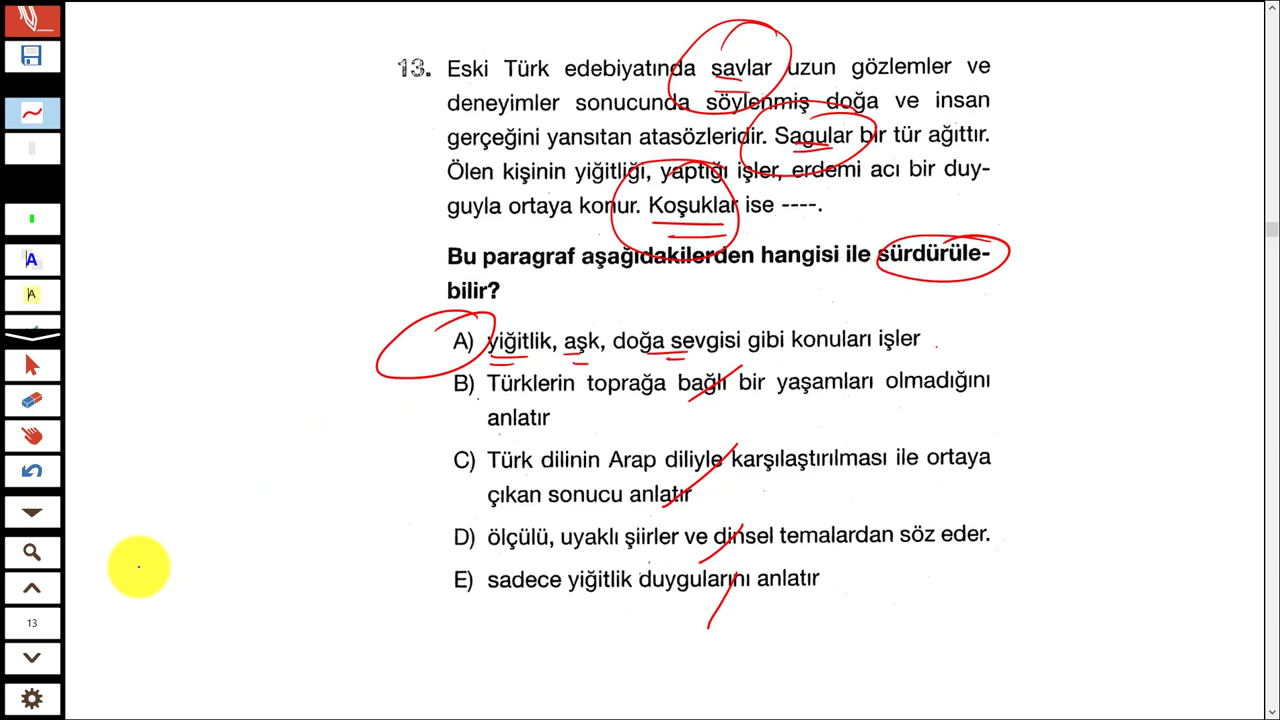 13. Eski Türk edebiyatında savlar uzun gözlemler ve
deneyimler sonucunda söylenmiş doğa ve insan
gerçeğini yansıtan atasözleridir. Sagular bir tür ağıttır.
Ölen kişinin yiğitliği, yaptığı işler, erdemi acı bir duy-
guyla ortaya konur. Koşuklar ise ----.
Bu paragraf aşağıdakilerden hangisi ile sürdürüle-
bilir?
A) yiğitlik, aşk, doğa sevgisi gibi konuları işler
B) Türklerin toprağa bağlı bir yaşamları olmadığını
anlatır
C) Türk dilinin Arap diliyle karşılaştırılması ile ortaya
çıkan sonucu anlatır
D) ölçülü, uyaklı şiirler ve dinsel temalardan söz eder.
E) sadece yiğitlik duygularını anlatır
A
A
13